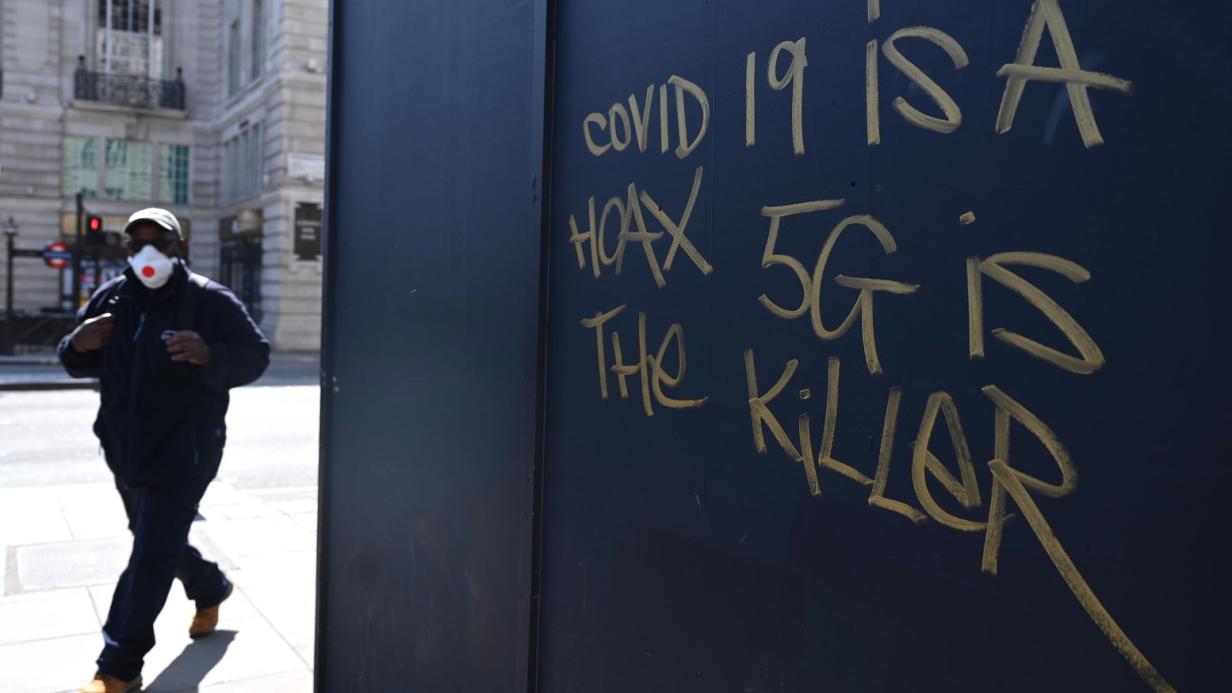 COVID 19 iS A
HOAX 5G iS
THe KiLLeR